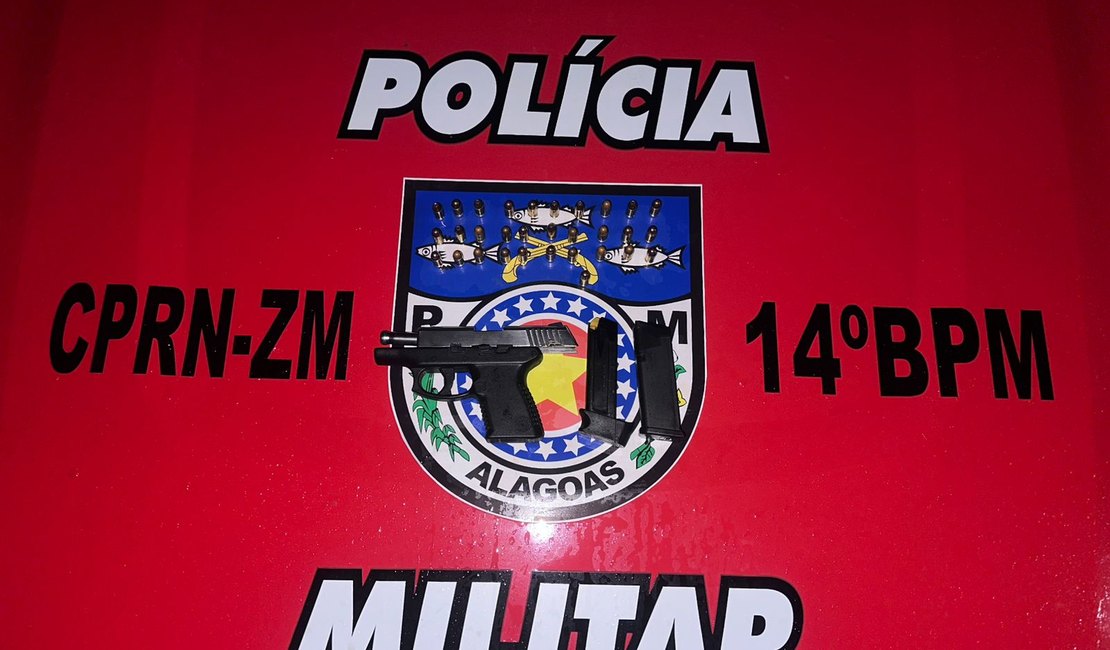 POLÍCIA
P M
CPRN-ZM
14ºBPM
ALAGOAS
MILITAR